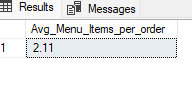 Results Messages
Avg_Menu_Items_per_order
1 2.11